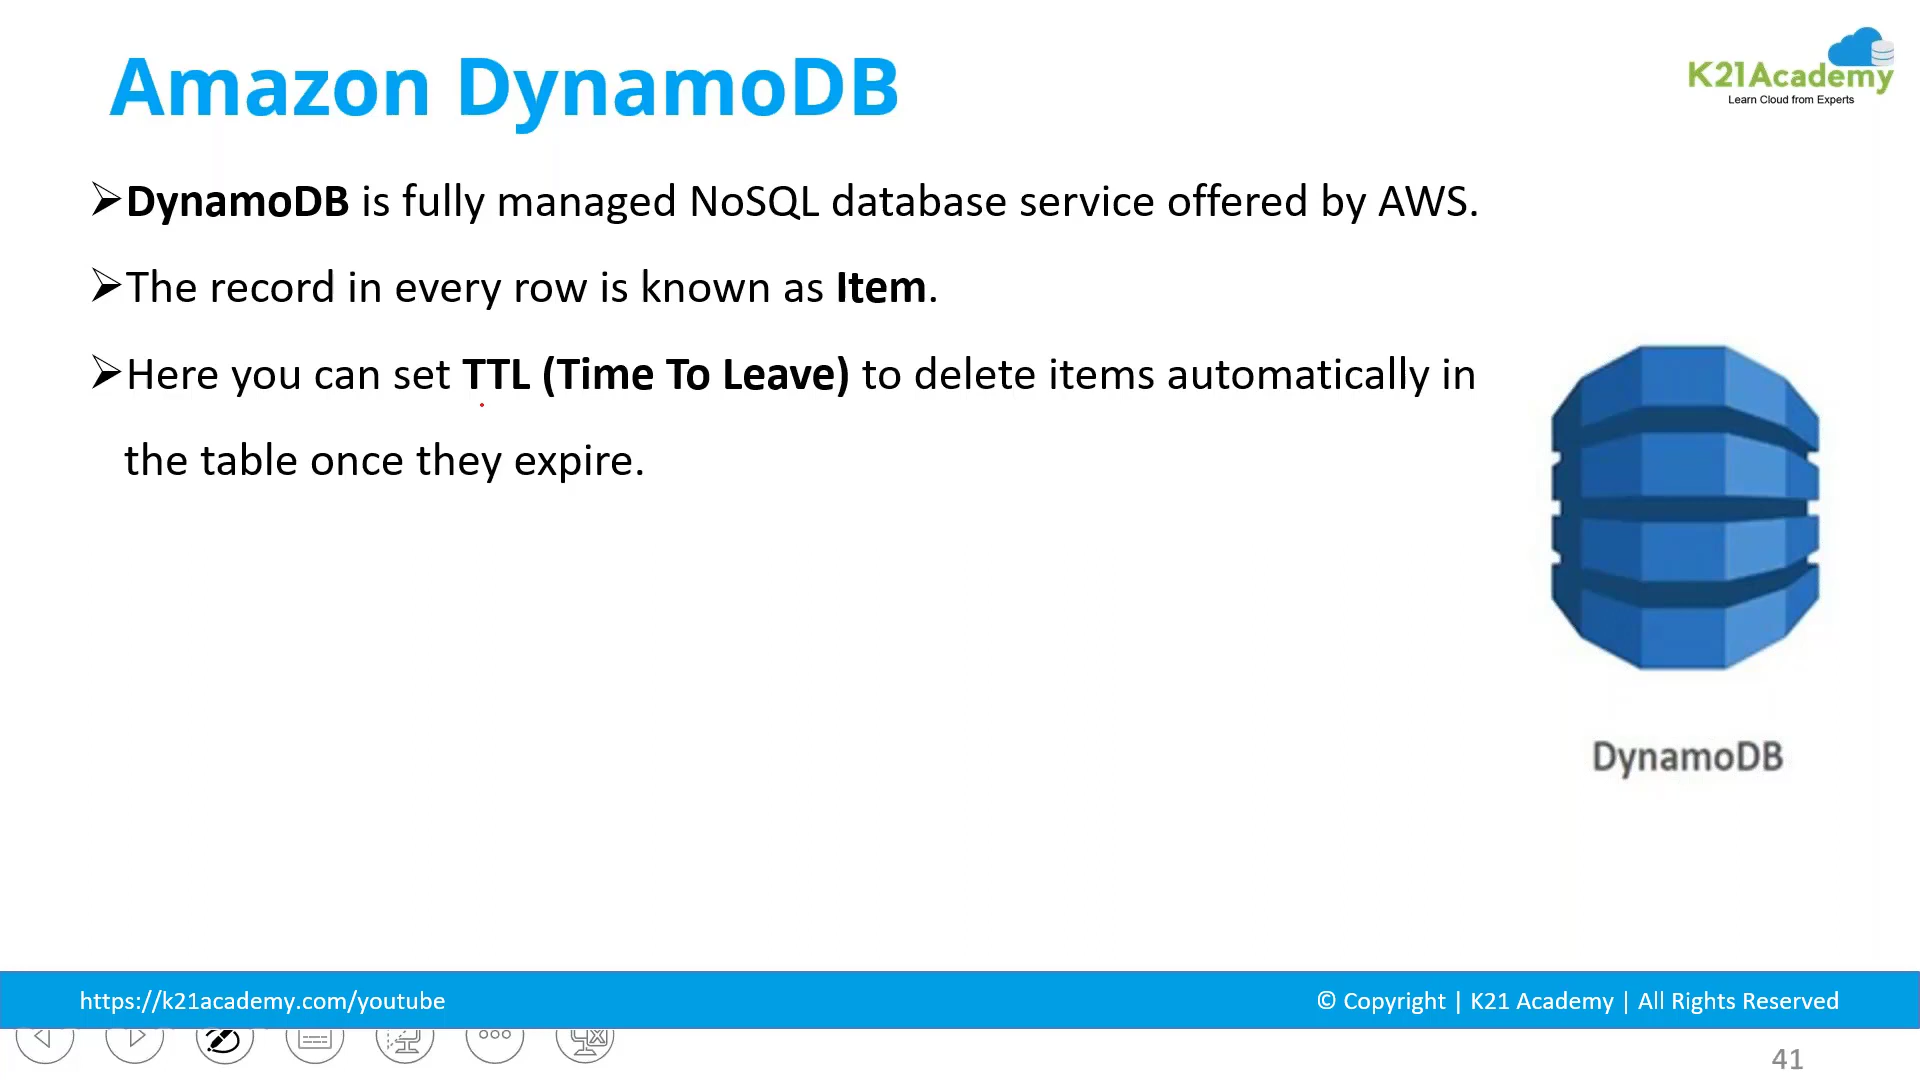 Amazon DynamoDB
K21Academy
Learn Cloud from Experts
➢DynamoDB is fully managed NoSQL database service offered by AWS.
➢The record in every row is known as Item.
➢Here you can set TTL (Time To Leave) to delete items automatically in
the table once they expire.
DynamoDB
https://k21academy.com/youtube
© Copyright | K21 Academy | All Rights Reserved
41